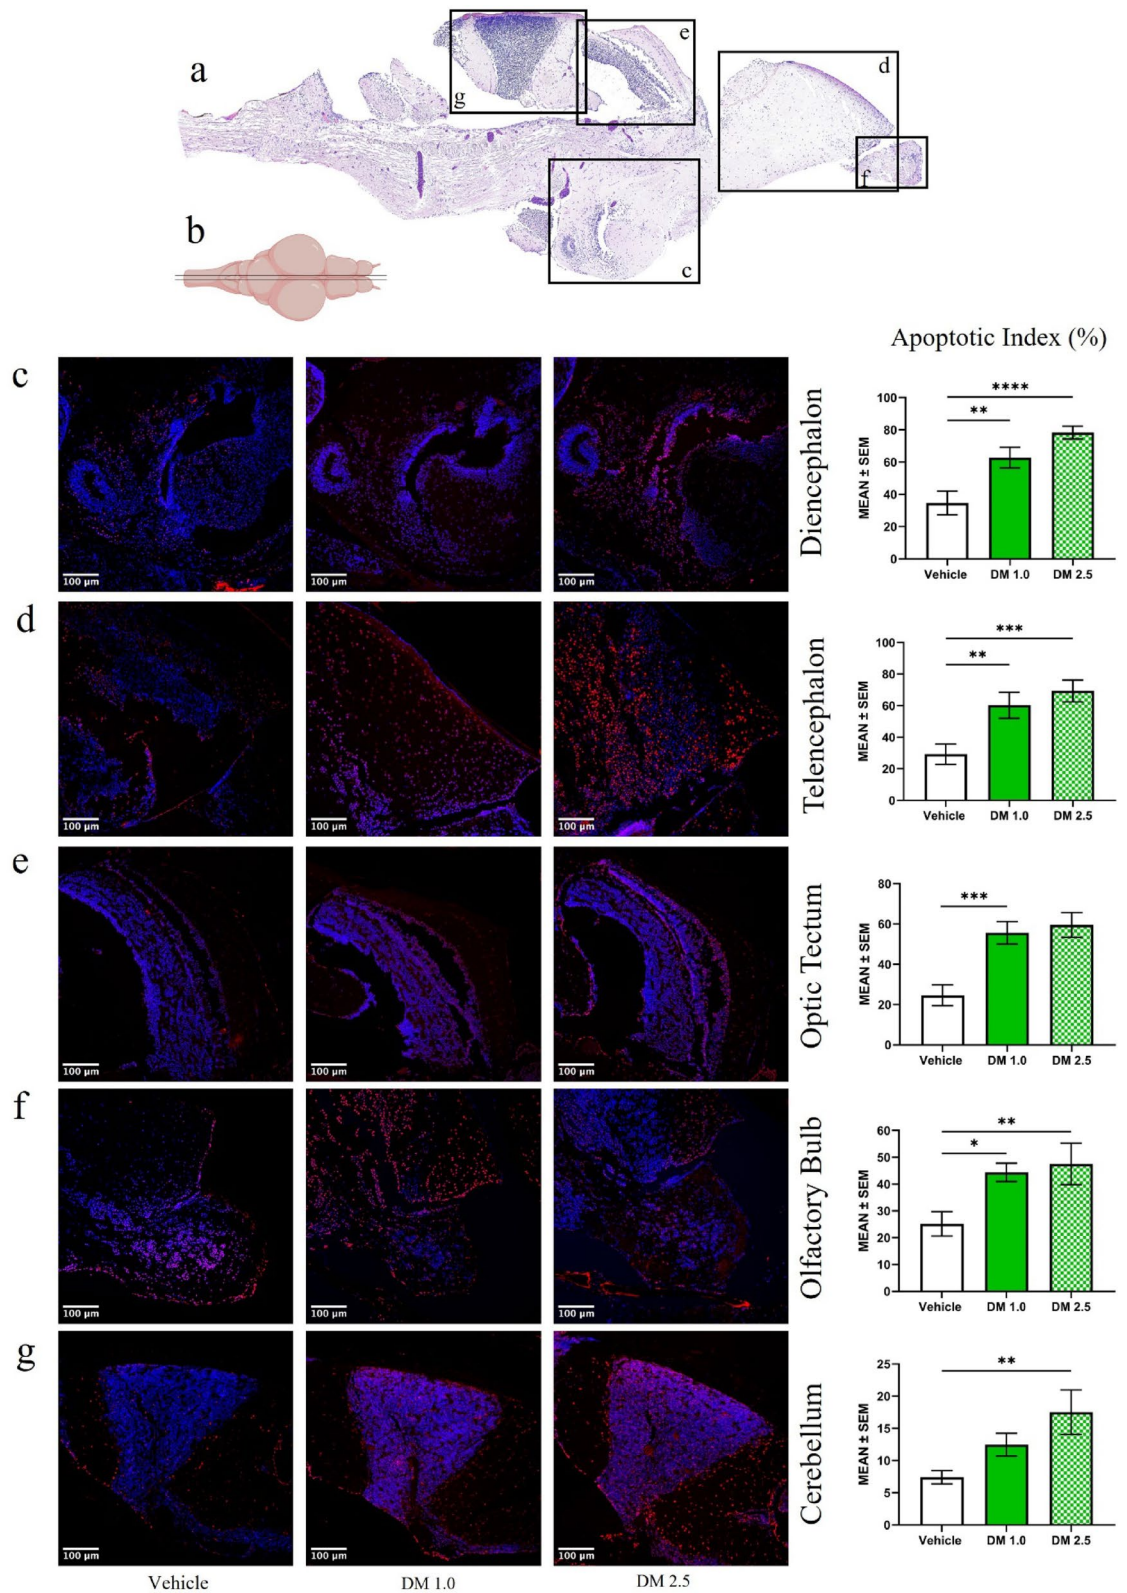 a
g
e
d
f
b
c
Apoptotic Index (%)
c
100 µm
100 µm
100 µm
Diencephalon
MEAN ± SEM
100
80
60
40
20
0
****
**
Vehicle
DM 1.0
DM 2.5
d
100 µm
100 µm
100 µm
Telencephalon
MEAN ± SEM
100
80
60
40
20
0
***
**
Vehicle
DM 1.0
DM 2.5
e
100 µm
100 µm
100 µm
Optic Tectum
MEAN ± SEM
80
60
40
20
0
***
Vehicle
DM 1.0
DM 2.5
f
100 µm
100 µm
100 µm
Olfactory Bulb
MEAN ± SEM
60
50
40
30
20
10
0
**
*
Vehicle
DM 1.0
DM 2.5
g
100 µm
100 µm
100 µm
Cerebellum
MEAN ± SEM
25
20
15
10
5
0
**
Vehicle
DM 1.0
DM 2.5
Vehicle
DM 1.0
DM 2.5